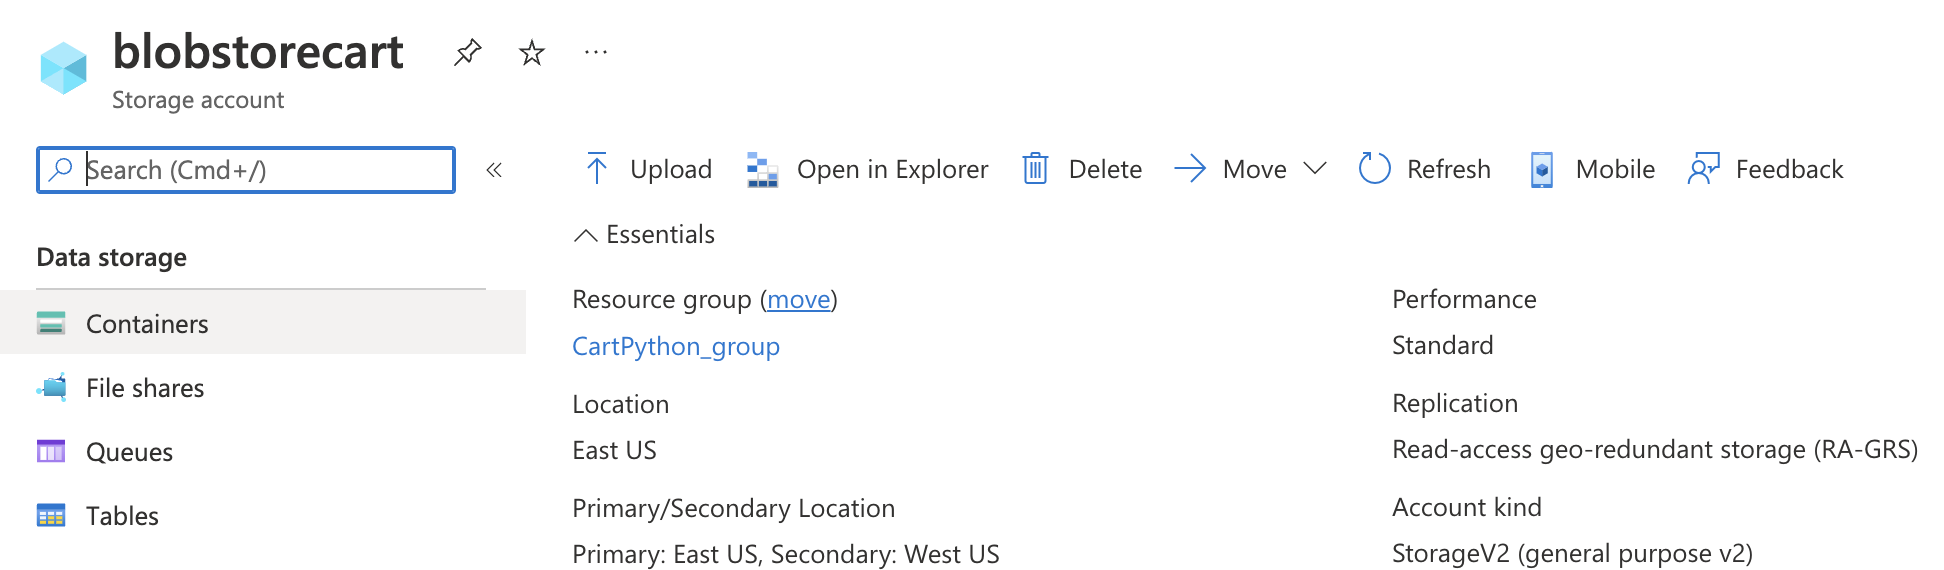 blobstorecart
Storage account
Search (Cmd+/)
Upload
Open in Explorer
Delete
Move
Refresh
Mobile
Feedback
Data storage
Containers
File shares
Queues
Tables
Essentials
Resource group (move)
CartPython_group
Location
East US
Primary/Secondary Location
Primary: East US, Secondary: West US
Performance
Standard
Replication
Read-access geo-redundant storage (RA-GRS)
Account kind
StorageV2 (general purpose v2)